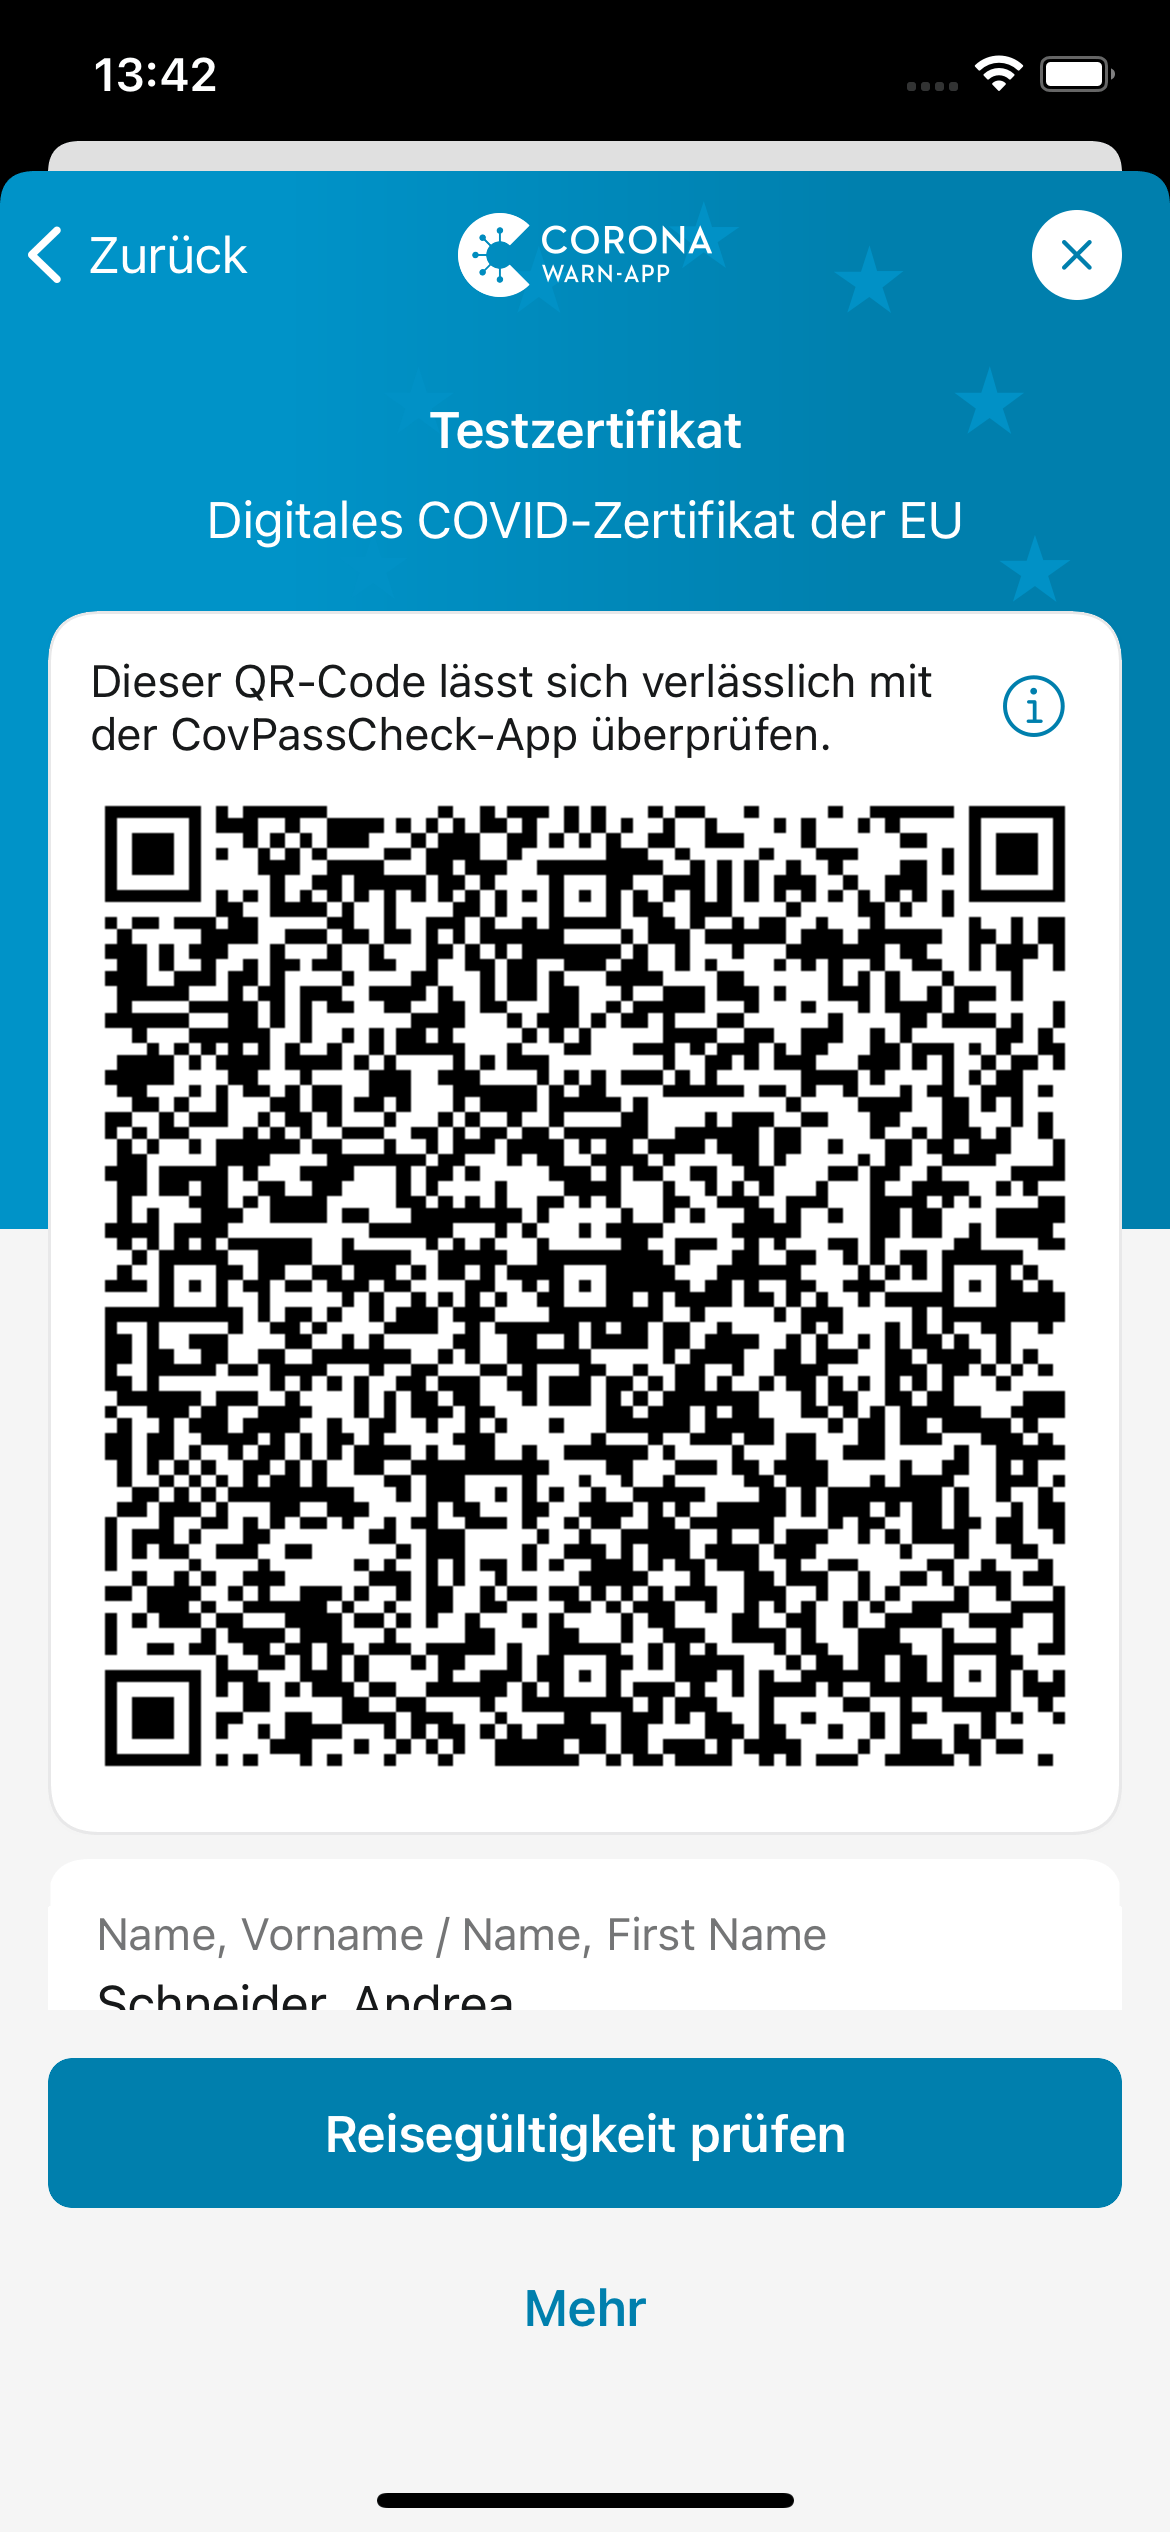 13:42
Zurück
CORONA
WARN-APP
Testzertifikat
Digitales COVID-Zertifikat der EU
Dieser QR-Code lässt sich verlässlich mit
der CovPassCheck-App überprüfen.
Name, Vorname / Name, First Name
Schneider, Andrea
Reisegültigkeit prüfen
Mehr